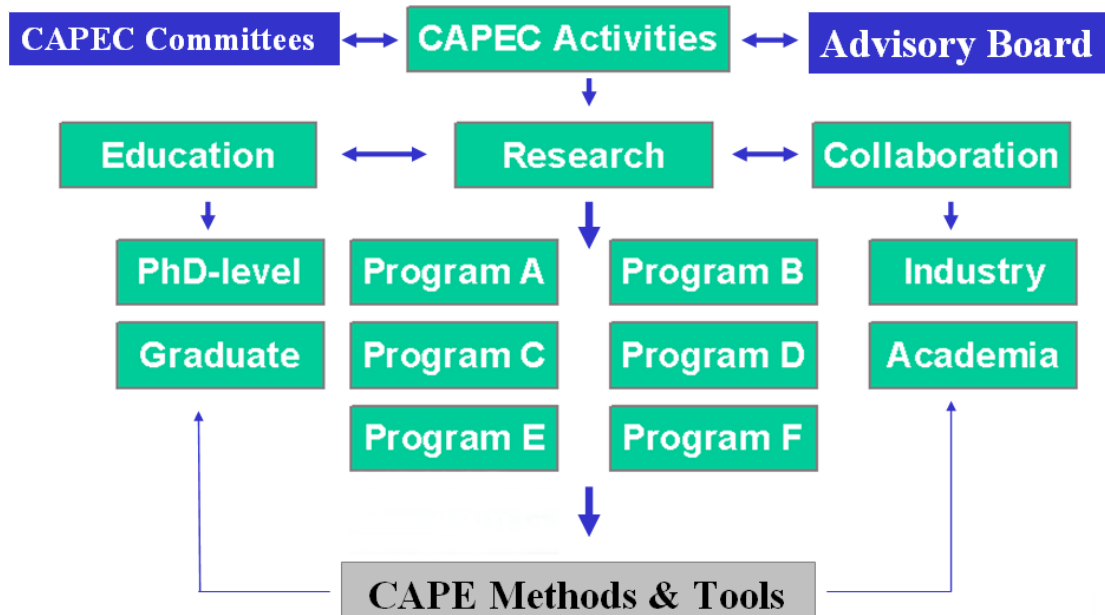 CAPEC Committees
CAPEC Activities
Advisory Board
Education
Research
Collaboration
PhD-level
Program A
Program B
Industry
Graduate
Program C
Program D
Academia
Program E
Program F
CAPE Methods & Tools